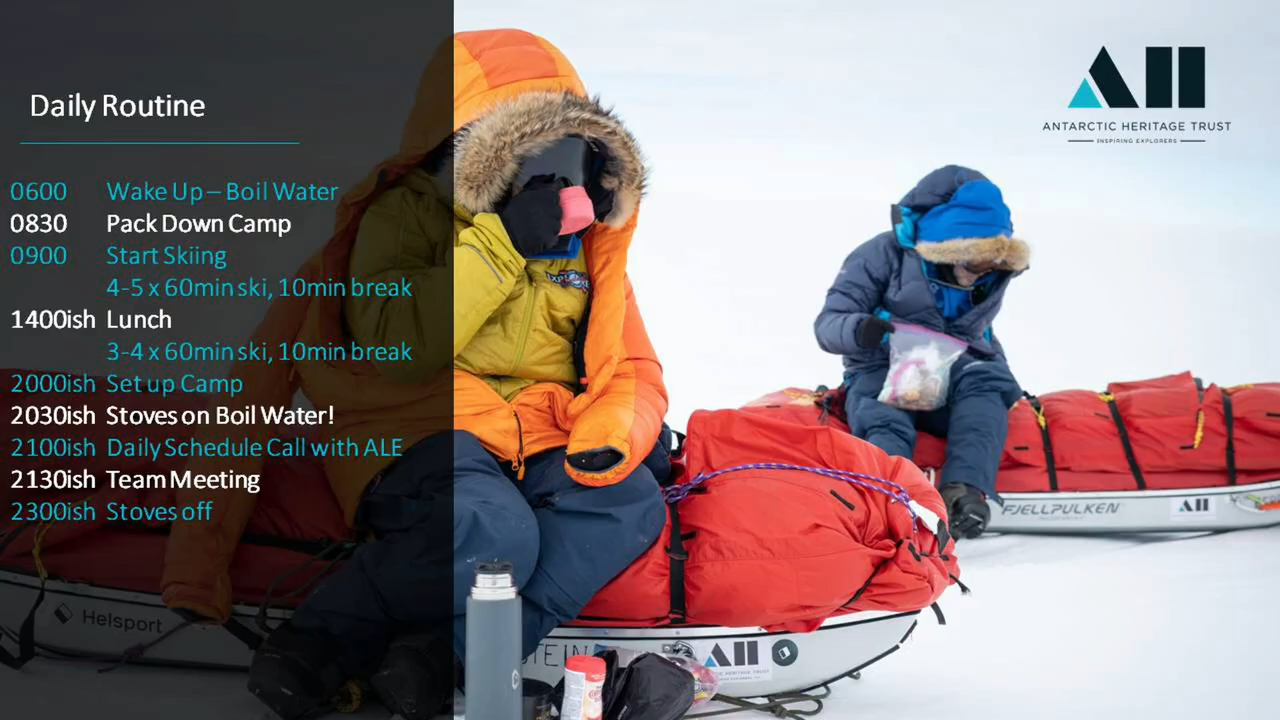 Daily Routine
0600 Wake Up – Boil Water
0830 Pack Down Camp
0900 Start Skiing
4-5 x 60min ski, 10min break
1400ish Lunch
3-4 x 60min ski, 10min break
2000ish Set up Camp
2030ish Stoves on Boil Water!
2100ish Daily Schedule Call with ALE
2130ish Team Meeting
2300ish Stoves off
ANTARCTIC HERITAGE TRUST
INSPIRING EXPLORERS
FJELLPULKEN
Helsport